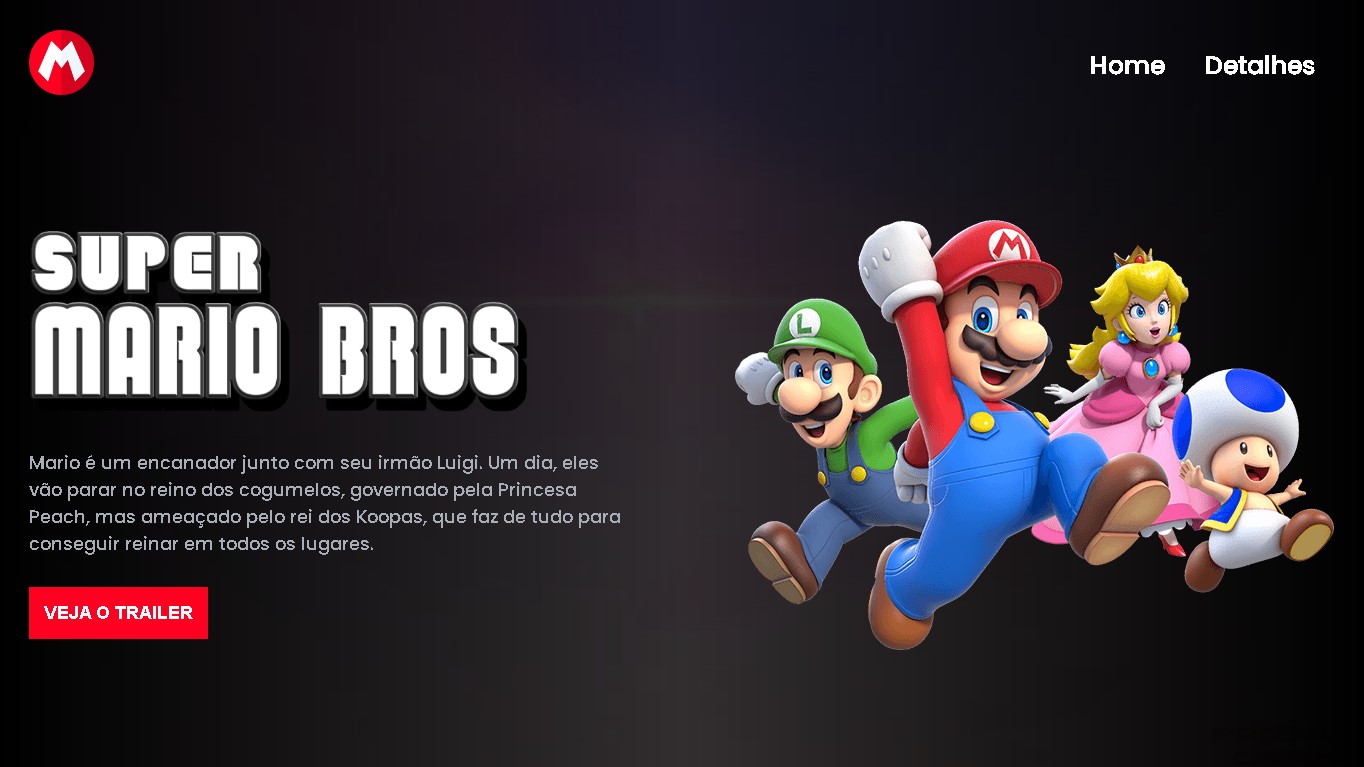 M
Home
Detalhes
SUPER
MARIO BROS
M
L
Mario é um encanador junto com seu irmão Luigi. Um dia, eles
vão parar no reino dos cogumelos, governado pela Princesa
Peach, mas ameaçado pelo rei dos Koopas, que faz de tudo para
conseguir reinar em todos os lugares.
VEJA O TRAILER